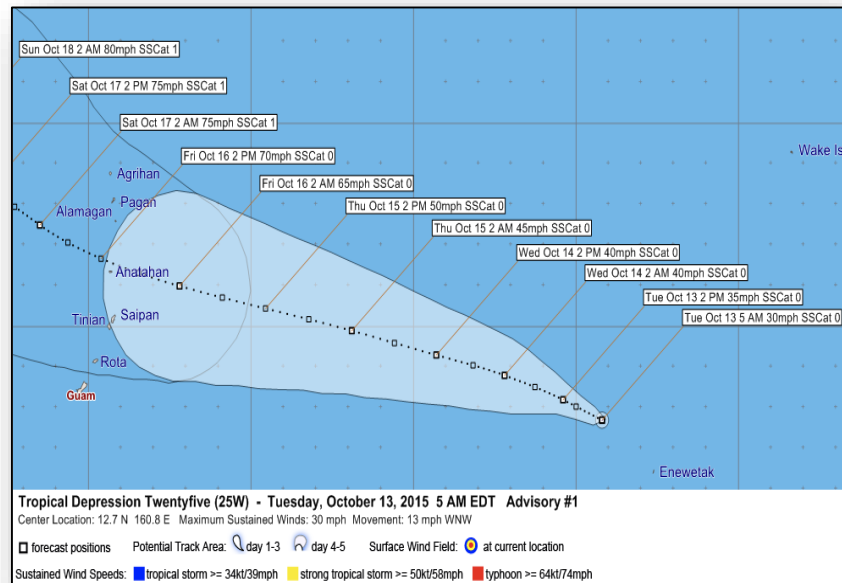 Sun Oct 18 2 AM 80mph SSCat 1
Sat Oct 17 2 PM 75mph SSCat 1
Sat Oct 17 2 AM 75mph SSCat 1
Wake Is
Fri Oct 16 2 PM 70mph SSCat 0
Agrihan
Fri Oct 16 2 AM 65mph SSCat 0
Pagan
Thu Oct 15 2 PM 50mph SSCat 0
Alamagan
Thu Oct 15 2 AM 45mph SSCat 0
Wed Oct 14 2 PM 40mph SSCat 0
Ahatahan
Wed Oct 14 2 AM 40mph SSCat 0
Tue Oct 13 2 PM 35mph SSCat 0
Saipan
Tinian
Tue Oct 13 5 AM 30mph SSCat 0
Rota
Guam
Enewetak
Tropical Depression Twentyfive (25W) - Tuesday, October 13, 2015 5 AM EDT Advisory #1
Center Location: 12.7 N 160.8 E Maximum Sustained Winds: 30 mph Movement: 13 mph WNW
forecast positions Potential Track Area: day 1-3 day 4-5 Surface Wind Field: at current location
Sustained Wind Speeds: tropical storm >= 34kt/39mph strong tropical storm >= 50kt/58mph typhoon >= 64kt/74mph